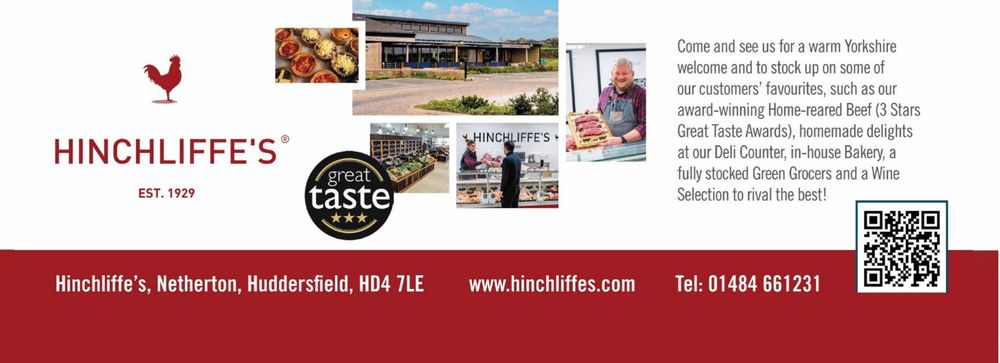 HINCHLIFFE'S®
EST. 1929
great
taste
HINCHLIFFE'S
Come and see us for a warm Yorkshire
welcome and to stock up on some of
our customers’ favourites, such as our
award-winning Home-reared Beef (3 Stars
Great Taste Awards), homemade delights
at our Deli Counter, in-house Bakery, a
fully stocked Green Grocers and a Wine
Selection to rival the best!
Hinchliffe’s, Netherton, Huddersfield, HD4 7LE www.hinchliffes.com Tel: 01484 661231